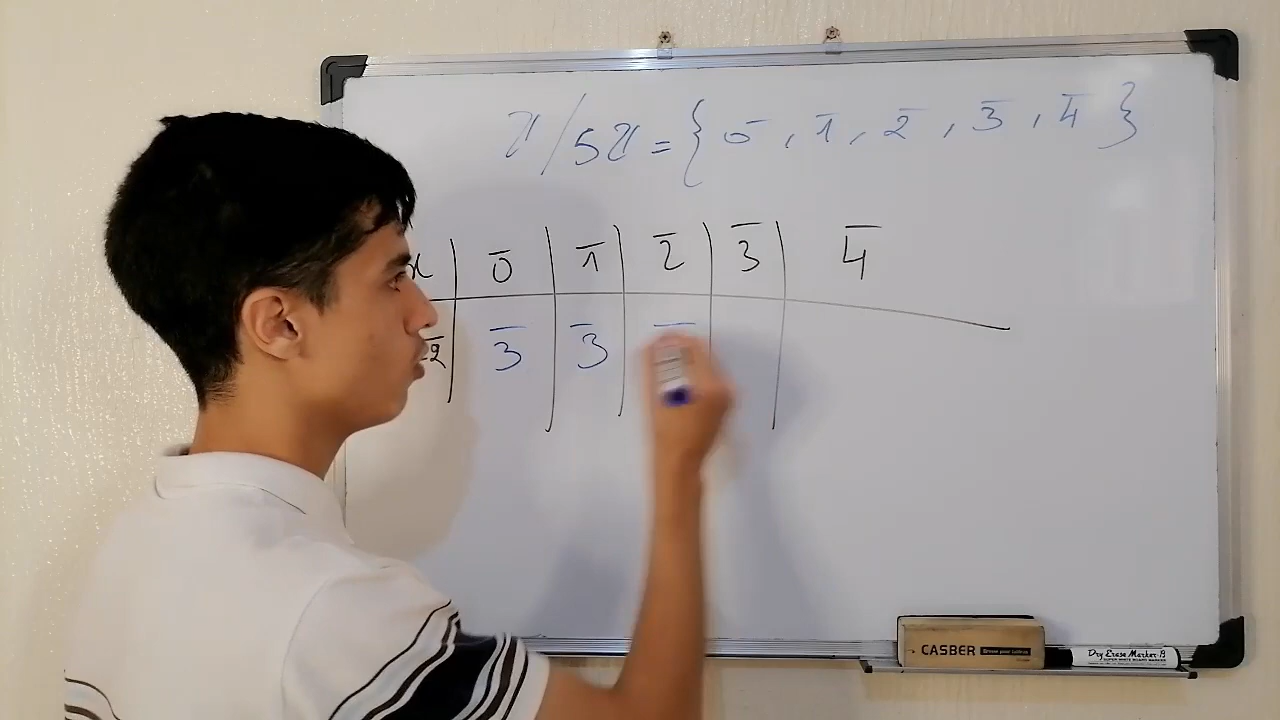 ℤ/5ℤ = { 0̄ , 1̄ , 2̄ , 3̄ , 4̄ }
x 0̄ 1̄ 2̄ 3̄ 4̄
3̄ 3̄
CASBER
Dry Erase Marker B